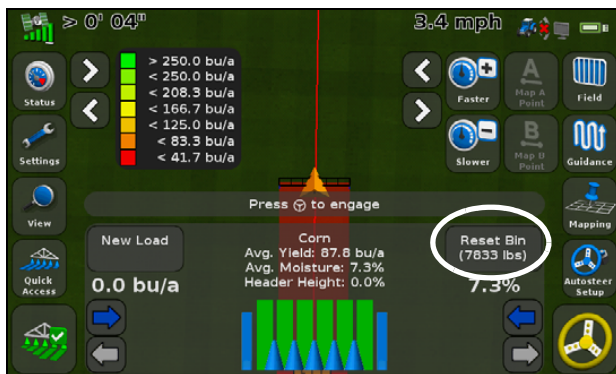 > 0' 04"
3.4 mph
> 250.0 bu/a
< 250.0 bu/a
< 208.3 bu/a
< 166.7 bu/a
< 125.0 bu/a
< 83.3 bu/a
< 41.7 bu/a
Status
Faster
A
Map A
Point
Field
Settings
Slower
B
Map B
Point
Guidance
Press to engage
View
Mapping
New Load
Corn
Avg. Yield: 87.8 bu/a
Avg. Moisture: 7.3%
Header Height: 0.0%
Reset Bin
(7833 lbs)
Quick
Access
0.0 bu/a
7.3%
Autosteer
Setup